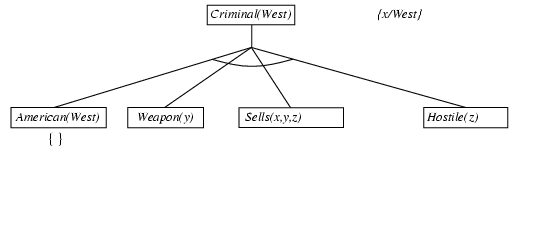 Criminal(West)
{x/West}
American(West)
Weapon(y)
Sells(x,y,z)
Hostile(z)
{ }